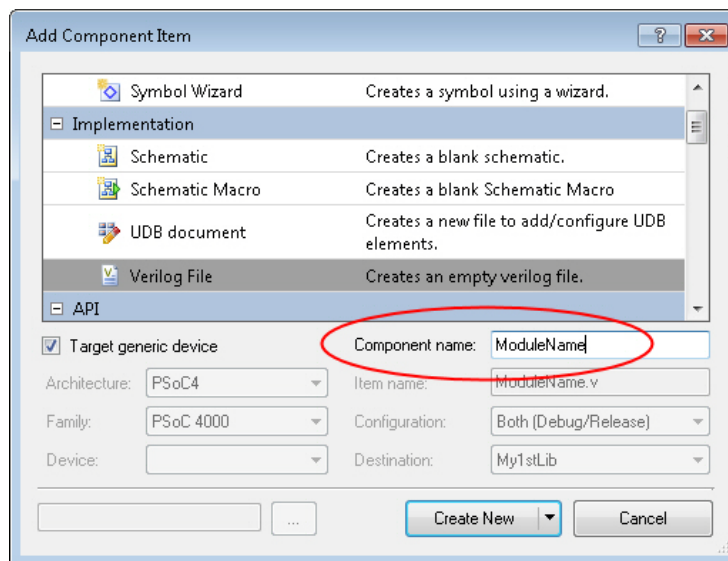 Add Component Item
Symbol Wizard Creates a symbol using a wizard.
Implementation
Schematic Creates a blank schematic.
Schematic Macro Creates a blank Schematic Macro
UDB document Creates a new file to add/configure UDB
elements.
Verilog File Creates an empty verilog file.
API
Target generic device Component name: ModuleName
Architecture: PSoC4 Item name: ModuleName.v
Family: PSoC 4000 Configuration: Both (Debug/Release)
Device: Destination: My1stLib
... Create New Cancel